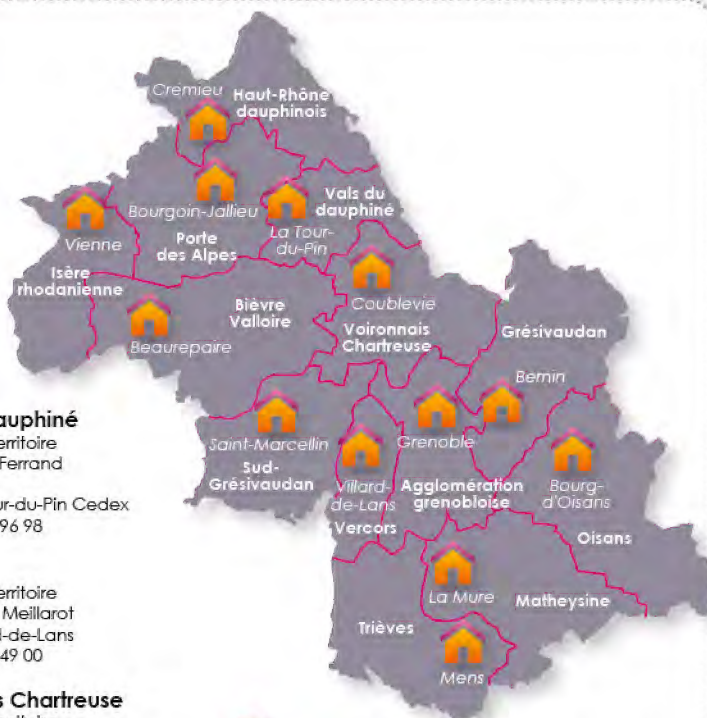 Crémieu
Haut-Rhône
dauphinois
Bourgoin-Jallieu
Vals du
dauphiné
La Tour-
du-Pin
Vienne
Porte
des Alpes
Isère
rhodanienne
Coublevie
Bièvre
Valloire
Voironnais
Chartreuse
Grésivaudan
Beaurepaire
Bernin
Saint-Marcellin
Grenoble
Sud-
Grésivaudan
Villard-
de-Lans
Vercors
Agglomération
grenobloise
Bourg-
d'Oisans
Oisans
La Mure
Matheysine
Trièves
Mens
auphiné
erritoire
Ferrand
ur-du-Pin Cedex
96 98
erritoire
Meillarot
d-de-Lans
49 00
s Chartreuse